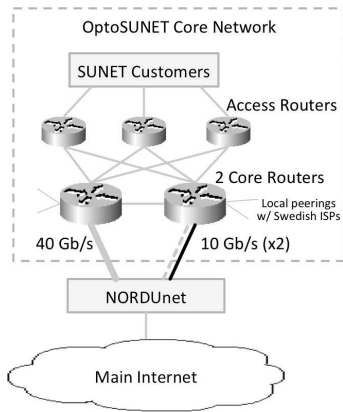 OptoSUNET Core Network
SUNET Customers
Access Routers
2 Core Routers
Local peerings
w/ Swedish ISPs
40 Gb/s
10 Gb/s (x2)
NORDUnet
Main Internet